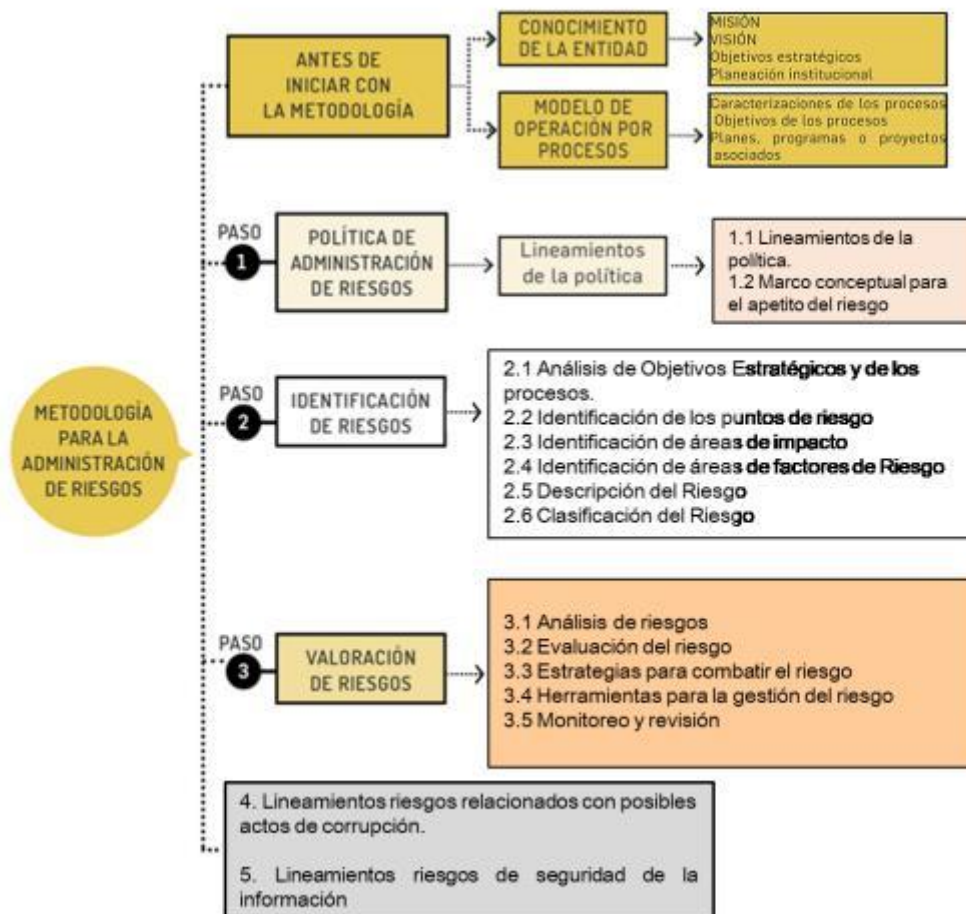 METODOLOGÍA
PARA LA
ADMINISTRACIÓN
DE RIESGOS
ANTES DE
INICIAR CON
LA METODOLOGÍA
CONOCIMIENTO
DE LA ENTIDAD
MISIÓN
VISIÓN
Objetivos estratégicos
Planeación institucional
MODELO DE
OPERACIÓN POR
PROCESOS
Caracterizaciones de los procesos
Objetivos de los procesos
Planes, programas o proyectos
asociados
PASO
1
POLÍTICA DE
ADMINISTRACIÓN
DE RIESGOS
Lineamientos
de la política
1.1 Lineamientos de la
política.
1.2 Marco conceptual para
el apetito del riesgo
PASO
2
IDENTIFICACIÓN
DE RIESGOS
2.1 Análisis de Objetivos Estratégicos y de los
procesos.
2.2 Identificación de los puntos de riesgo
2.3 Identificación de áreas de impacto
2.4 Identificación de áreas de factores de Riesgo
2.5 Descripción del Riesgo
2.6 Clasificación del Riesgo
PASO
3
VALORACIÓN
DE RIESGOS
3.1 Análisis de riesgos
3.2 Evaluación del riesgo
3.3 Estrategias para combatir el riesgo
3.4 Herramientas para la gestión del riesgo
3.5 Monitoreo y revisión
4. Lineamientos riesgos relacionados con posibles
actos de corrupción.
5. Lineamientos riesgos de seguridad de la
información